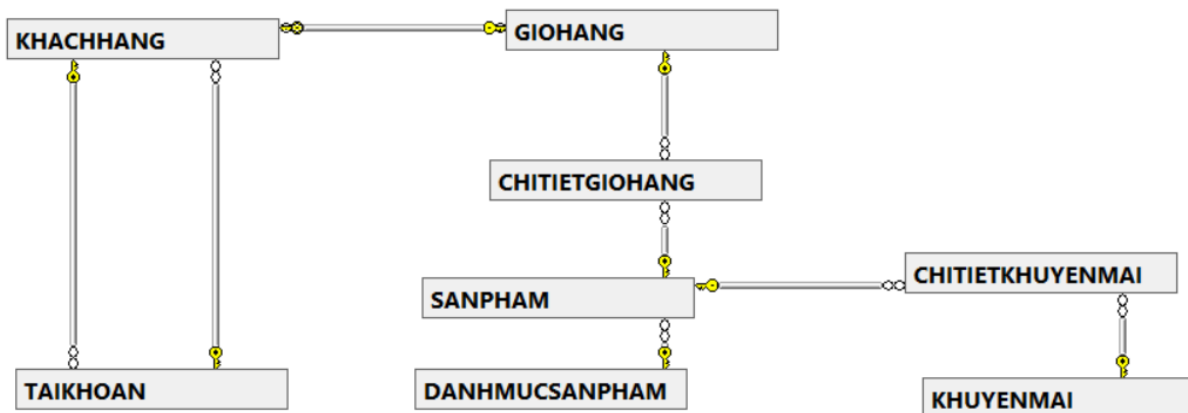 KHACHHANG
GIOHANG
CHITIETGIOHANG
CHITIETKHUYENMAI
SANPHAM
TAIKHOAN
DANHMUCSANPHAM
KHUYENMAI